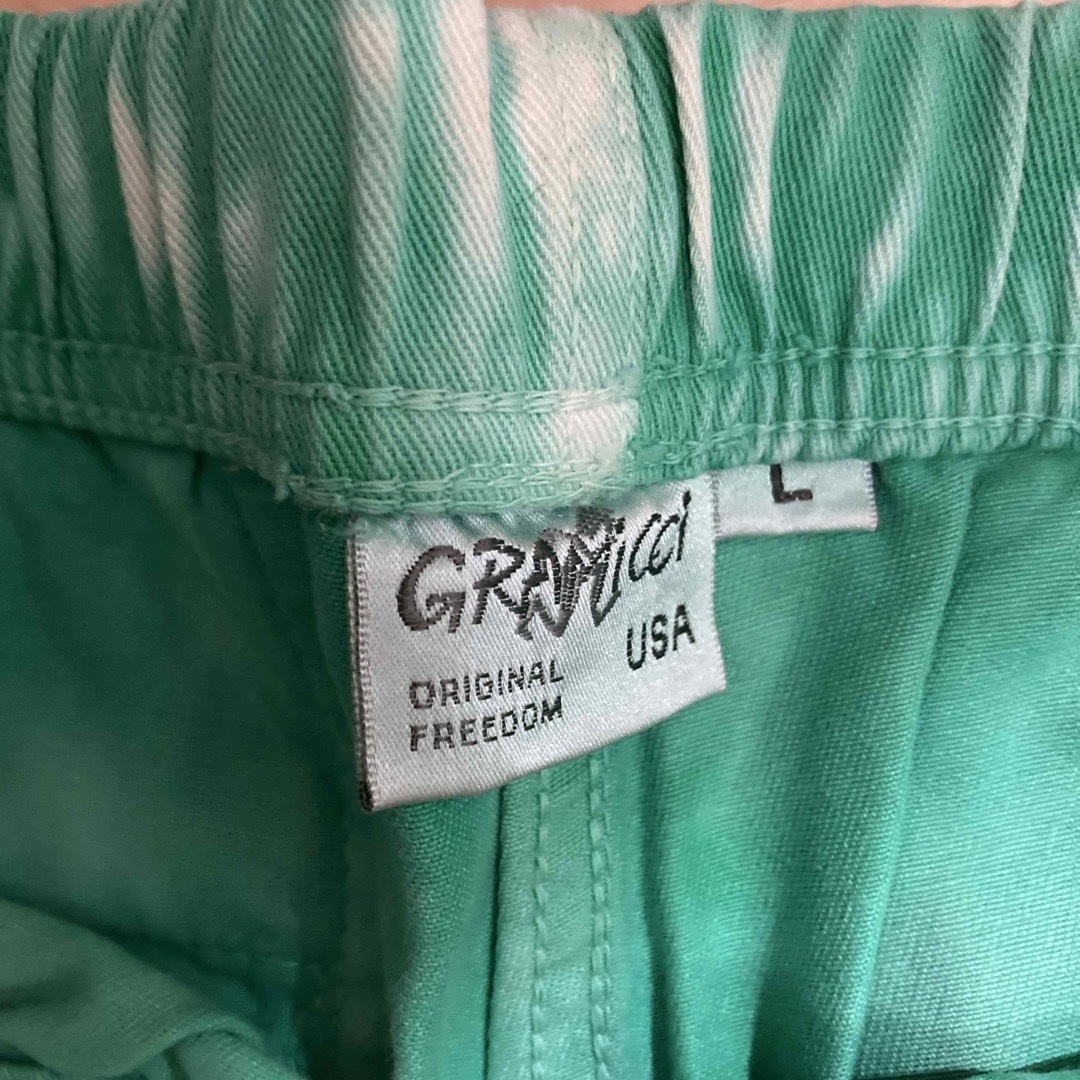 GRAMiCCi
USA
ORIGINAL
FREEDOM
L